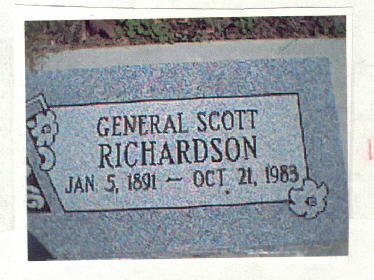 GENERAL SCOTT
RICHARDSON
JAN. 5, 1891 — OCT. 21, 1983